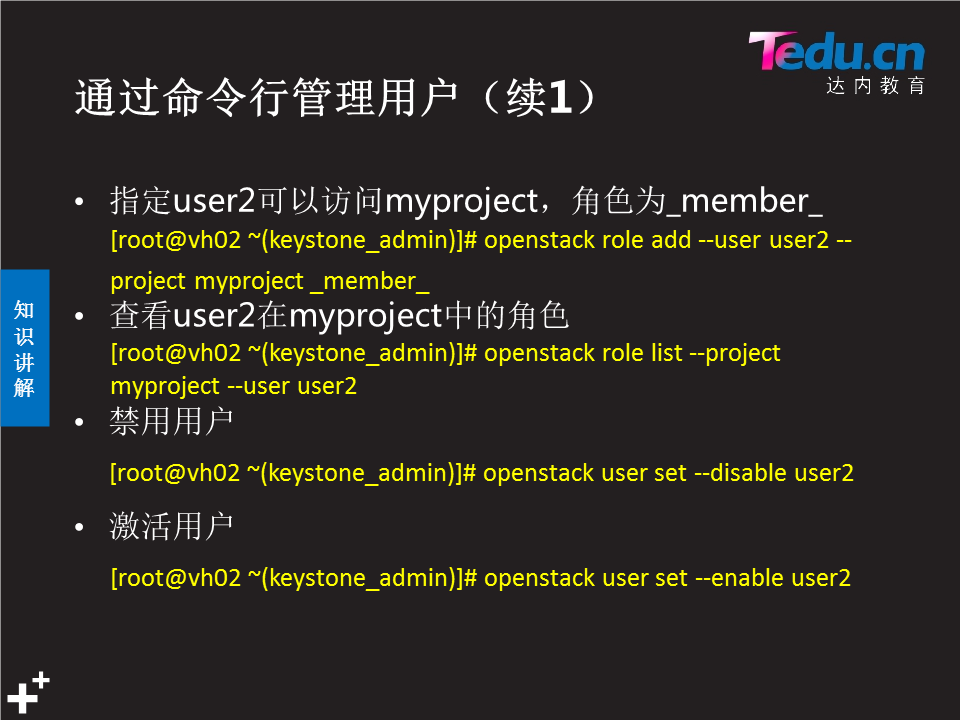 Tedu.cn
达内教育
通过命令行管理用户（续1）
• 指定user2可以访问myproject，角色为_member_
[root@vh02 ~(keystone_admin)]# openstack role add --user user2 --
project myproject _member_
• 查看user2在myproject中的角色
[root@vh02 ~(keystone_admin)]# openstack role list --project
myproject --user user2
• 禁用用户
[root@vh02 ~(keystone_admin)]# openstack user set --disable user2
• 激活用户
[root@vh02 ~(keystone_admin)]# openstack user set --enable user2
知
识
讲
解